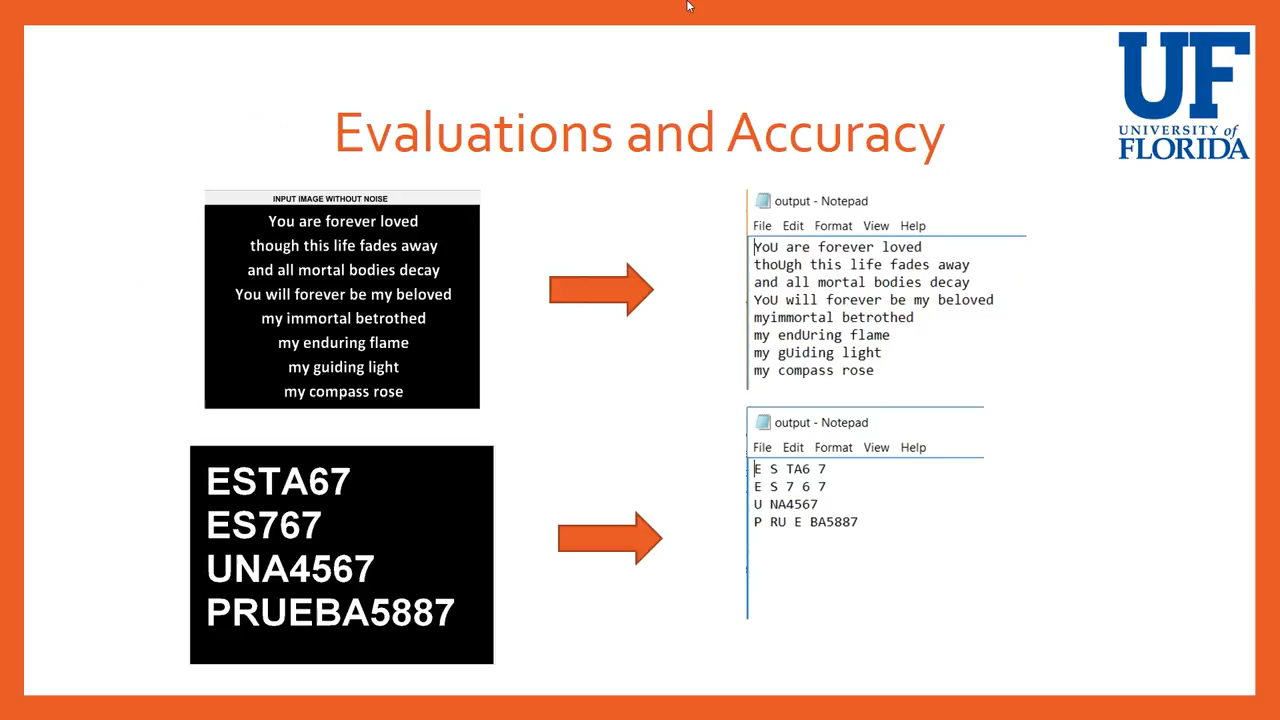 UF
UNIVERSITY of
FLORIDA
Evaluations and Accuracy
INPUT IMAGE WITHOUT NOISE
You are forever loved
though this life fades away
and all mortal bodies decay
You will forever be my beloved
my immortal betrothed
my enduring flame
my guiding light
my compass rose
output - Notepad
File Edit Format View Help
YoU are forever loved
thoUgh this life fades away
and all mortal bodies decay
YoU will forever be my beloved
myimmortal betrothed
my endUring flame
my gUiding light
my compass rose
ESTA67
ES767
UNA4567
PRUEBA5887
output - Notepad
File Edit Format View Help
E S TA6 7
E S 7 6 7
U NA4567
P RU E BA5887